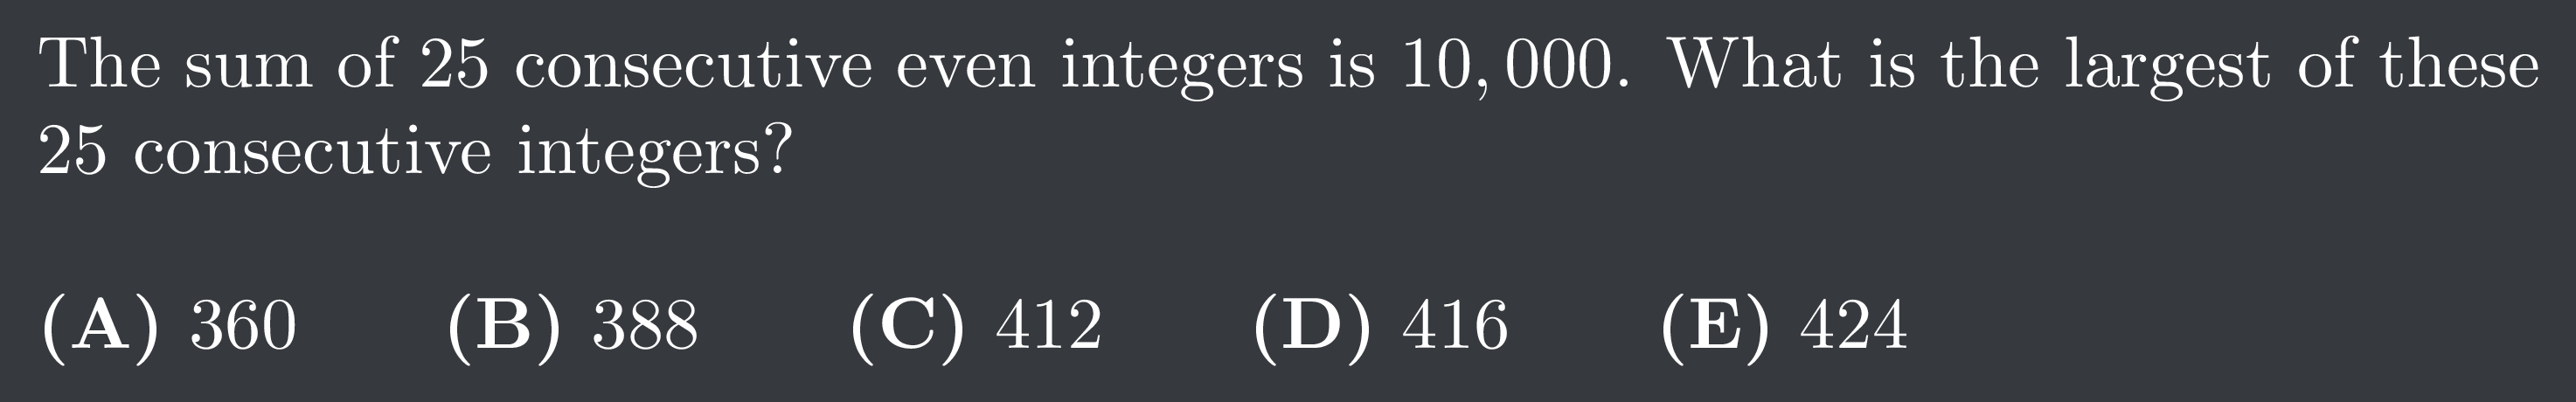 The sum of 25 consecutive even integers is 10,000. What is the largest of these
25 consecutive integers?
(A) 360 (B) 388 (C) 412 (D) 416 (E) 424